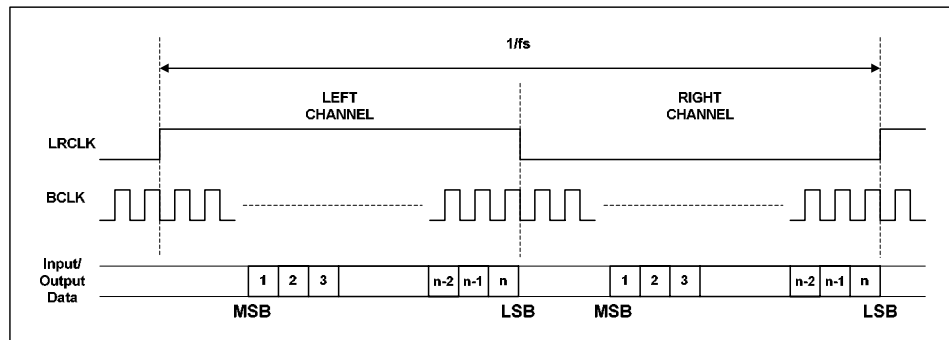 1/fs
LEFT
CHANNEL
RIGHT
CHANNEL
LRCLK
BCLK
Input/
Output
Data
1 2 3 n-2 n-1 n 1 2 3 n-2 n-1 n
MSB LSB MSB LSB